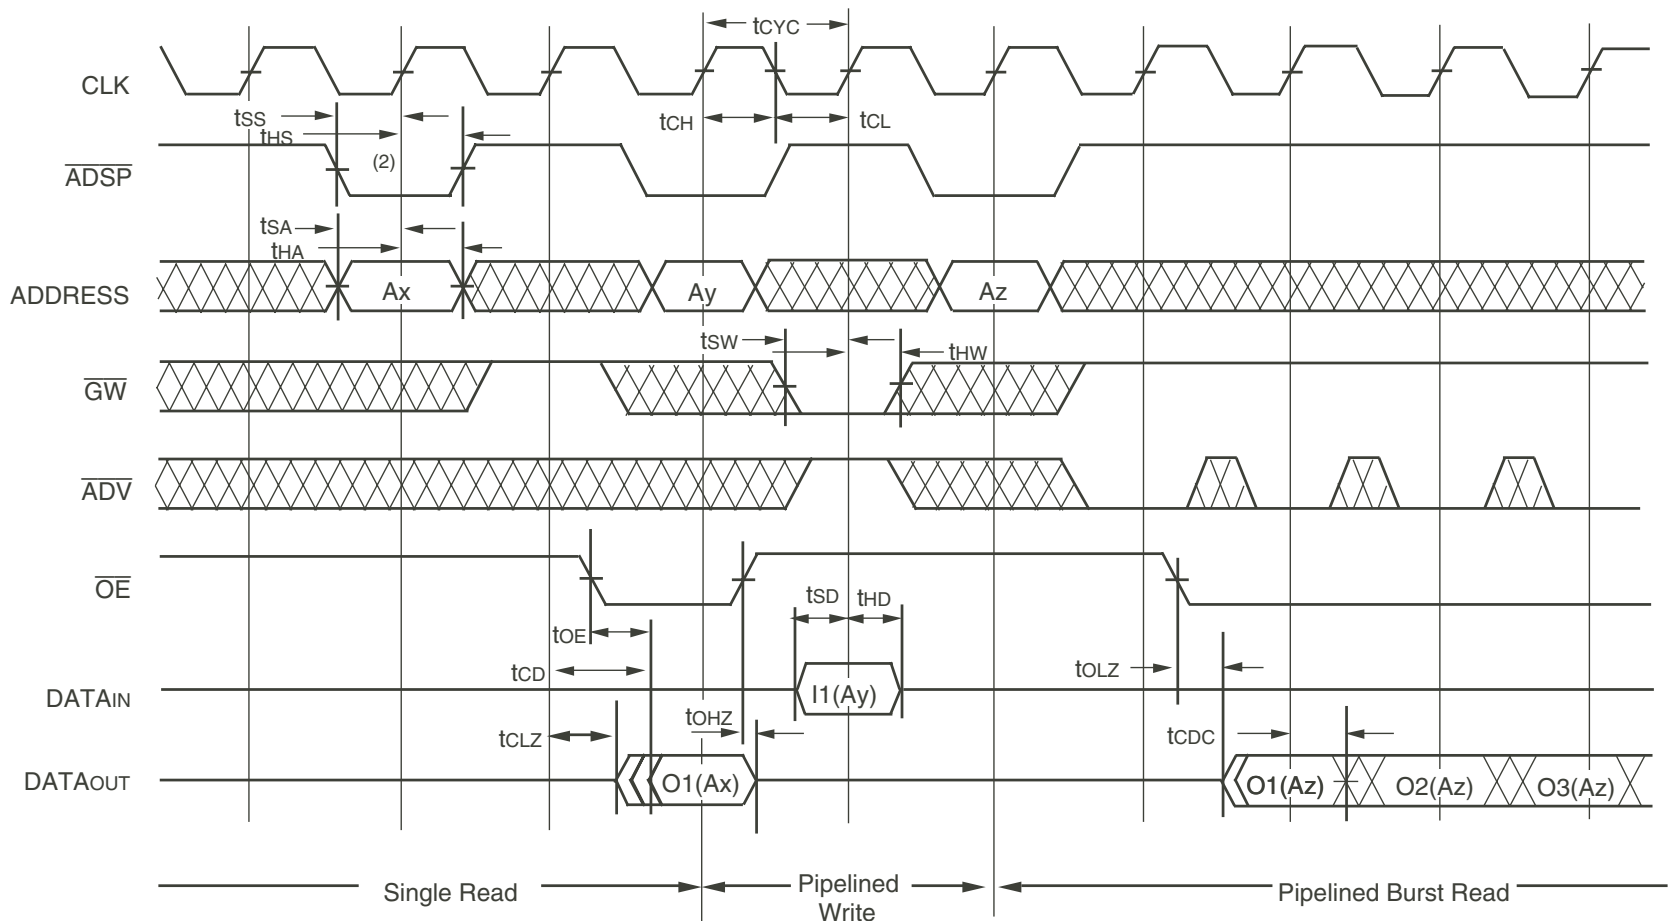 tCYC
CLK
tSS
tHS
tCH
tCL
(2)
ADSP
tSA
tHA
ADDRESS
Ax
Ay
Az
tSW
tHW
GW
ADV
OE
tSD
tHD
tOE
tCD
tOLZ
DATAIN
I1(Ay)
tOHZ
tCLZ
tCDC
DATAOUT
O1(Ax)
O1(Az)
O2(Az)
O3(Az)
Single Read
Pipelined
Write
Pipelined Burst Read